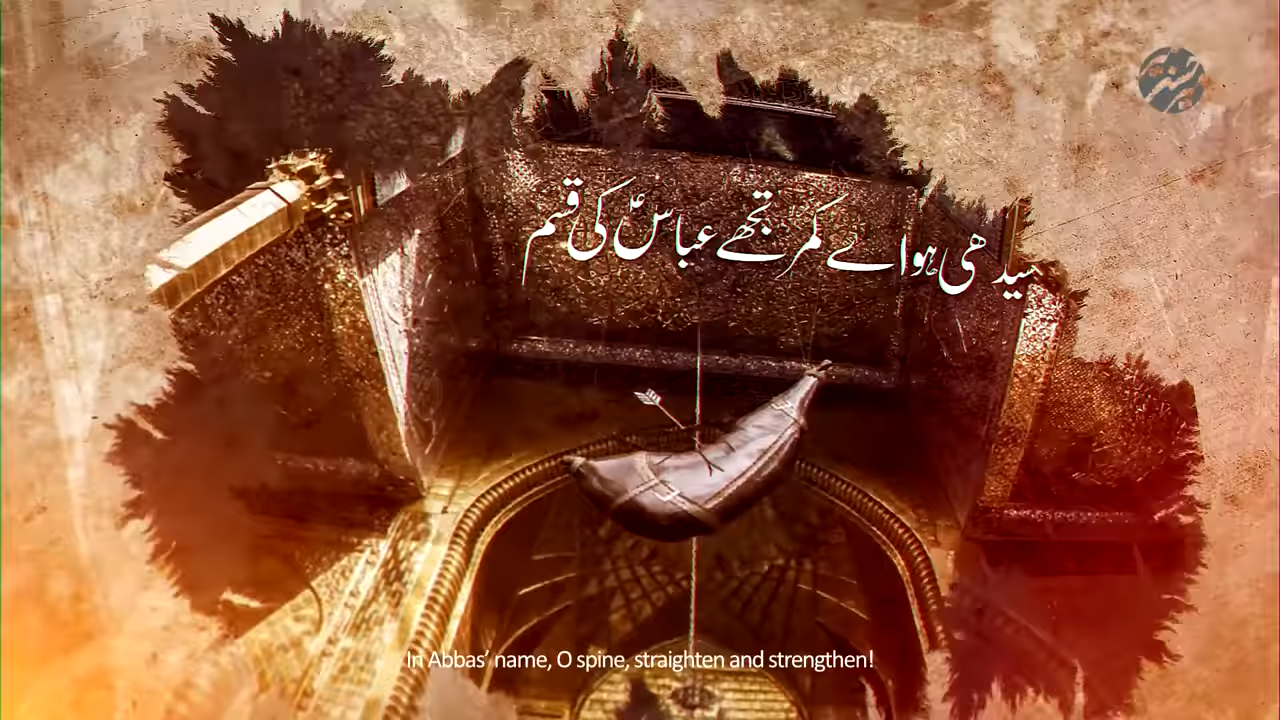 سیدھی ہو اے کمر تجھے عباسؑ کی قسم
In Abbas’ name, O spine, straighten and strengthen!